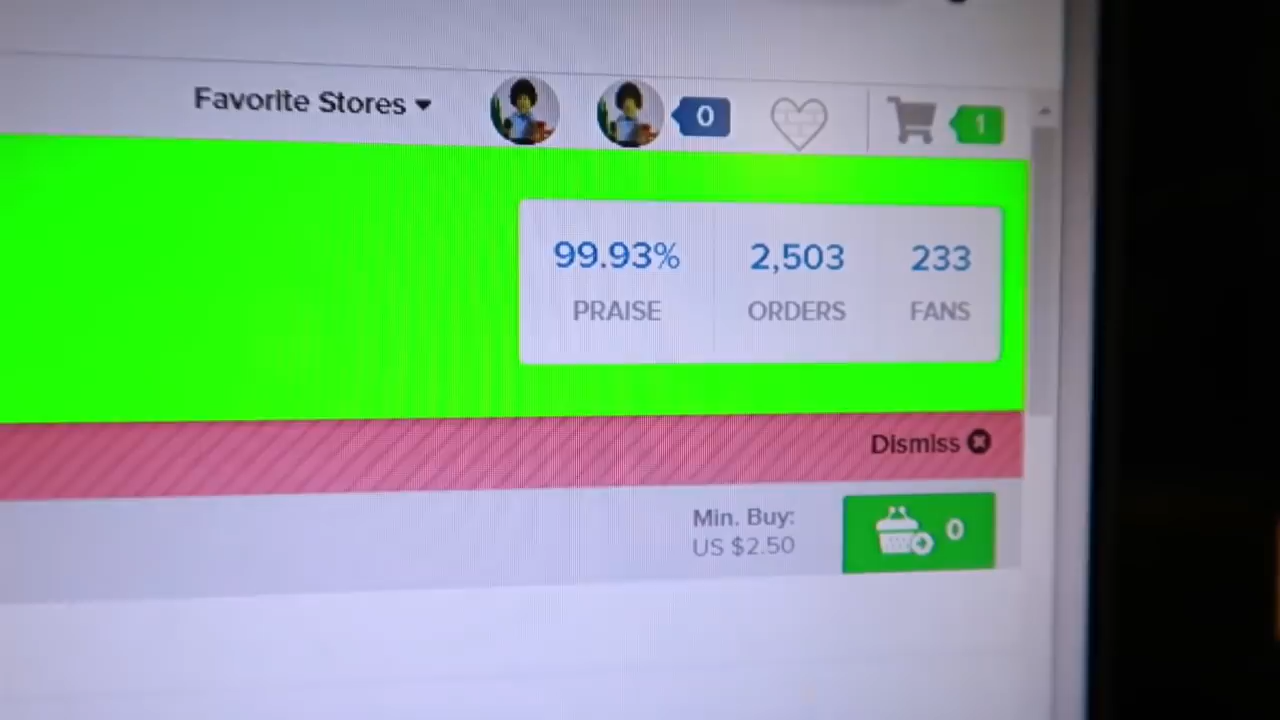 Favorite Stores
0
1
99.93% 2,503 233
PRAISE ORDERS FANS
Dismiss
Min. Buy:
US $2.50
0